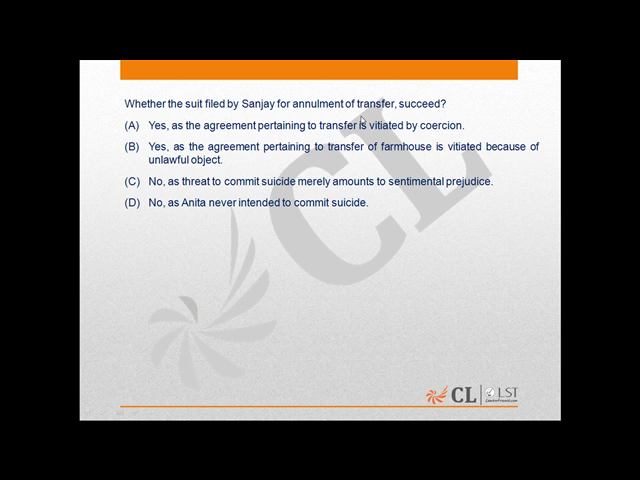 Whether the suit filed by Sanjay for annulment of transfer, succeed?
(A) Yes, as the agreement pertaining to transfer is vitiated by coercion.
(B) Yes, as the agreement pertaining to transfer of farmhouse is vitiated because of
unlawful object.
(C) No, as threat to commit suicide merely amounts to sentimental prejudice.
(D) No, as Anita never intended to commit suicide.
CL
CL LST